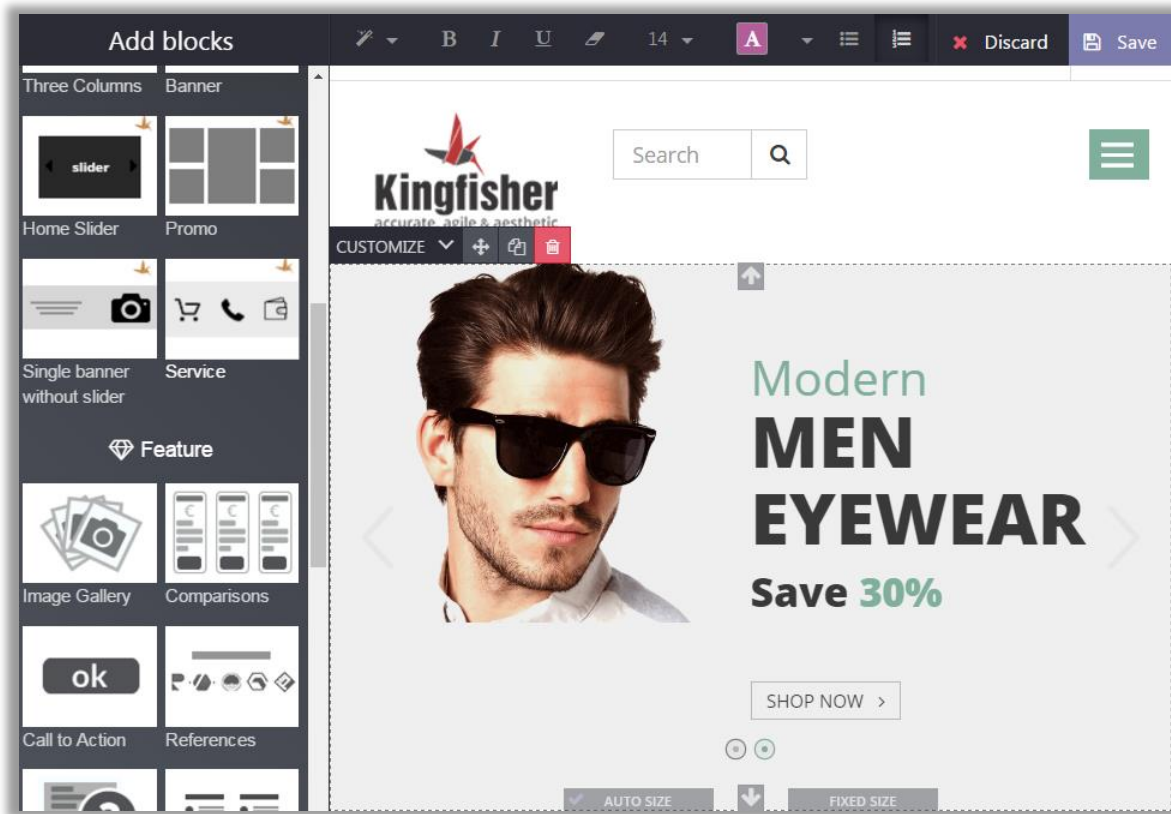 Add blocks
B I U 14 A Discard Save
Three Columns Banner
slider
Home Slider Promo
Single banner
without slider
Service
Feature
Image Gallery Comparisons
ok
Call to Action References
Kingfisher
accurate, agile & aesthetic
Search
CUSTOMIZE
Modern
MEN
EYEWEAR
Save 30%
SHOP NOW
AUTO SIZE FIXED SIZE